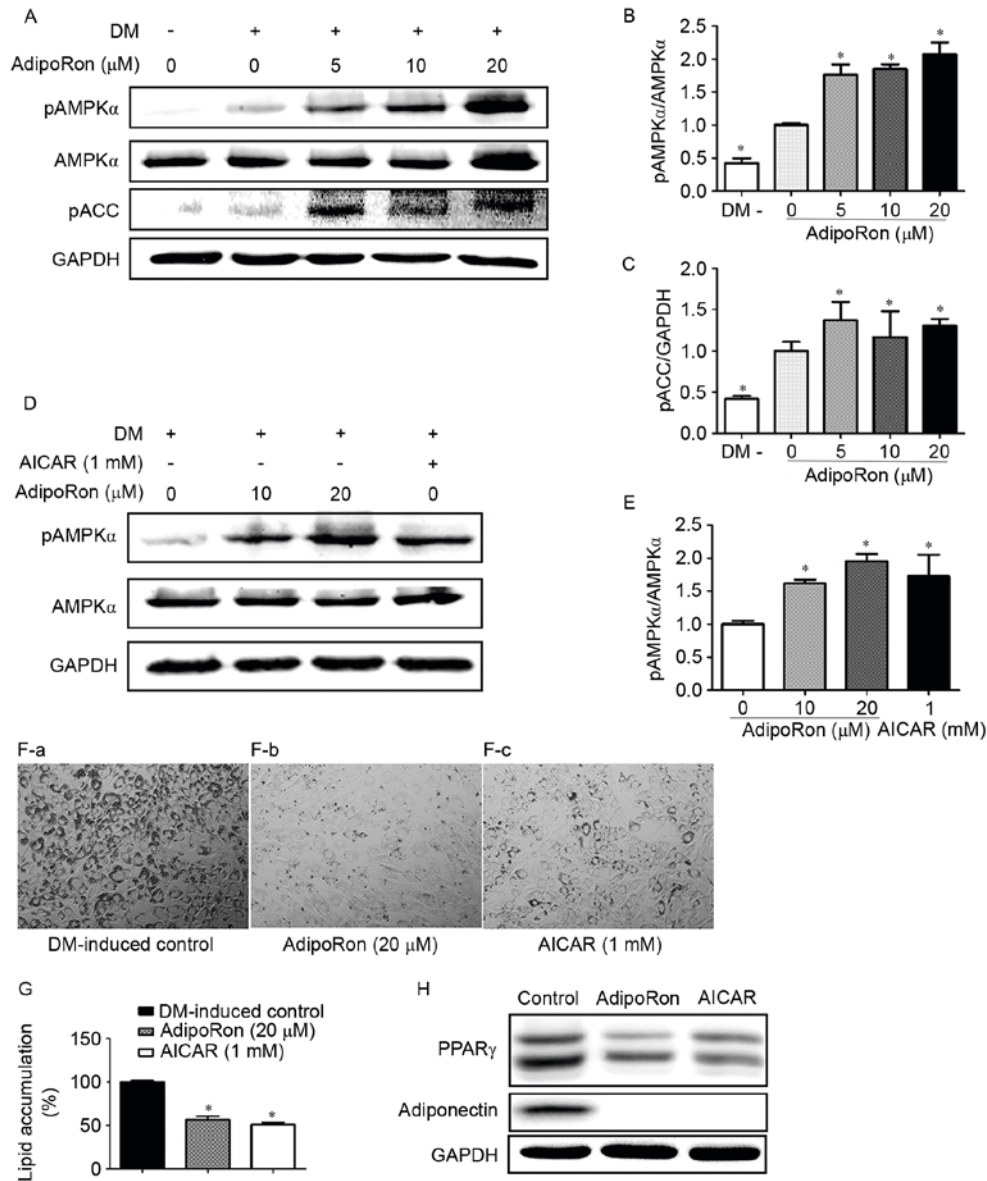 A
DM - + + + +
AdipoRon (μM) 0 0 5 10 20
pAMPKα
AMPKα
pACC
GAPDH
B
pAMPKα/AMPKα
2.5
2.0
1.5
1.0
0.5
0.0
* * * *
DM - 0 5 10 20
AdipoRon (μM)
C
pACC/GAPDH
2.0
1.5
1.0
0.5
0.0
* * * *
DM - 0 5 10 20
AdipoRon (μM)
D
DM + + + +
AICAR (1 mM) - - - +
AdipoRon (μM) 0 10 20 0
pAMPKα
AMPKα
GAPDH
E
pAMPKα/AMPKα
2.5
2.0
1.5
1.0
0.5
0.0
* * *
0 10 20 1
AdipoRon (μM) AICAR (mM)
F-a F-b F-c
DM-induced control AdipoRon (20 μM) AICAR (1 mM)
G
DM-induced control
AdipoRon (20 μM)
AICAR (1 mM)
Lipid accumulation
(%)
150
100
50
0
* *
H
Control AdipoRon AICAR
PPARγ
Adiponectin
GAPDH